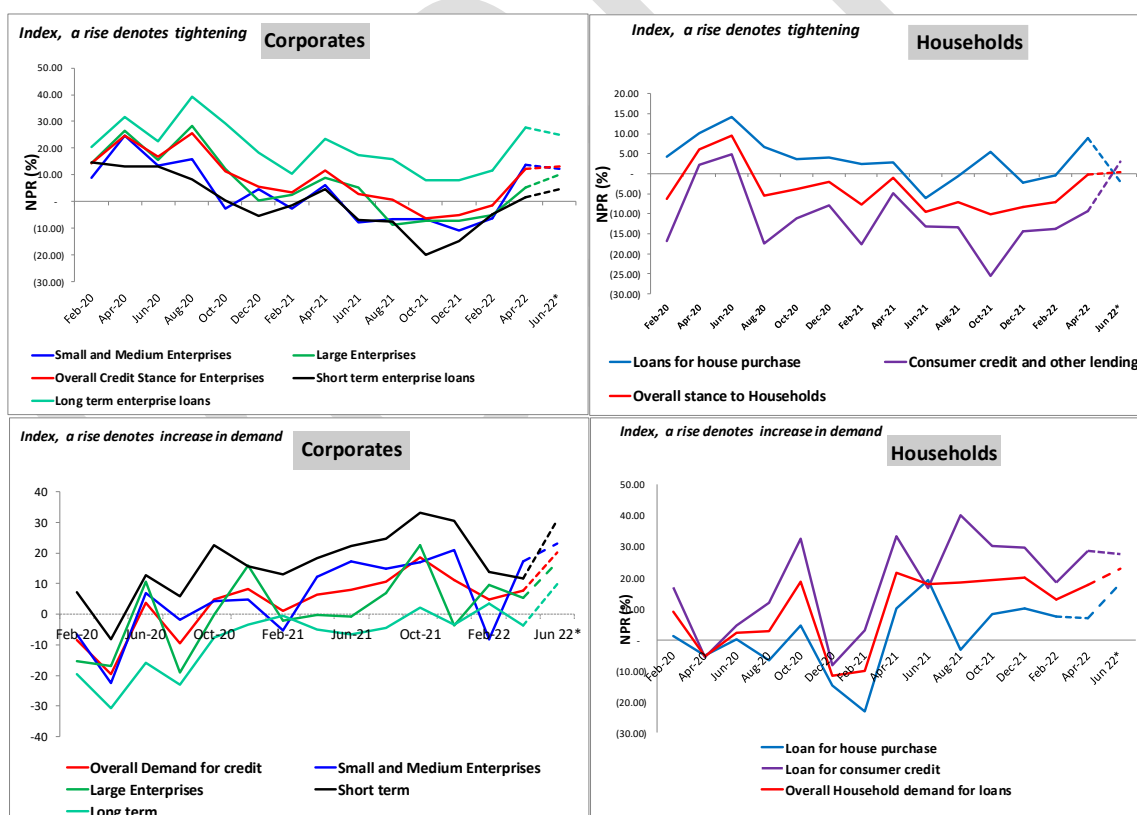 Index, a rise denotes tightening
Corporates
NPR (%)
50.00
40.00
30.00
20.00
10.00
-
(10.00)
(20.00)
(30.00)
Feb-20 Apr-20 Jun-20 Aug-20 Oct-20 Dec-20 Feb-21 Apr-21 Jun-21 Aug-21 Oct-21 Dec-21 Feb-22 Apr-22 Jun-22*
Small and Medium Enterprises Large Enterprises
Overall Credit Stance for Enterprises Short term enterprise loans
Long term enterprise loans
Index, a rise denotes tightening
Households
NPR (%)
20.00
15.00
10.00
5.00
-
(5.00)
(10.00)
(15.00)
(20.00)
(25.00)
(30.00)
Feb-20 Apr-20 Jun-20 Aug-20 Oct-20 Dec-20 Feb-21 Apr-21 Jun-21 Aug-21 Oct-21 Dec-21 Feb-22 Apr-22 Jun 22*
Loans for house purchase Consumer credit and other lending
Overall stance to Households
Index, a rise denotes increase in demand
Corporates
40
30
20
10
0
-10
-20
-30
-40
Feb-20 Jun-20 Oct-20 Feb-21 Jun-21 Oct-21 Feb-22 Jun 22*
Overall Demand for credit Small and Medium Enterprises
Large Enterprises Short term
Long term
Index, a rise denotes increase in demand
Households
NPR (%)
50.00
40.00
30.00
20.00
10.00
-
(10.00)
(20.00)
(30.00)
Feb-20 Apr-20 Jun-20 Aug-20 Oct-20 Dec-20 Feb-21 Apr-21 Jun-21 Aug-21 Oct-21 Dec-21 Feb-22 Apr-22 Jun 22*
Loan for house purchase
Loan for consumer credit
Overall Household demand for loans